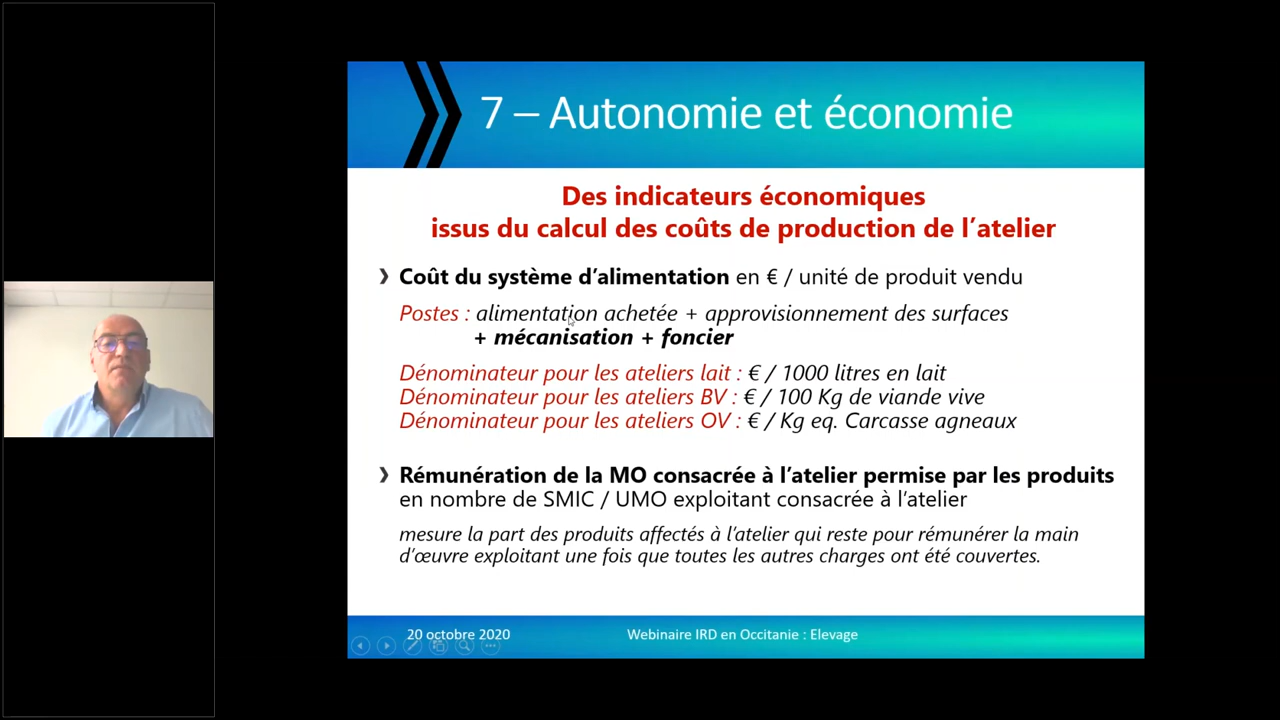 7 – Autonomie et économie
Des indicateurs économiques
issus du calcul des coûts de production de l’atelier
❯ Coût du système d’alimentation en € / unité de produit vendu
Postes : alimentation achetée + approvisionnement des surfaces
+ mécanisation + foncier
Dénominateur pour les ateliers lait : € / 1000 litres en lait
Dénominateur pour les ateliers BV : € / 100 Kg de viande vive
Dénominateur pour les ateliers OV : € / Kg eq. Carcasse agneaux
❯ Rémunération de la MO consacrée à l’atelier permise par les produits
en nombre de SMIC / UMO exploitant consacrée à l’atelier
mesure la part des produits affectés à l’atelier qui reste pour rémunérer la main
d’œuvre exploitant une fois que toutes les autres charges ont été couvertes.
20 octobre 2020 Webinaire IRD en Occitanie : Elevage